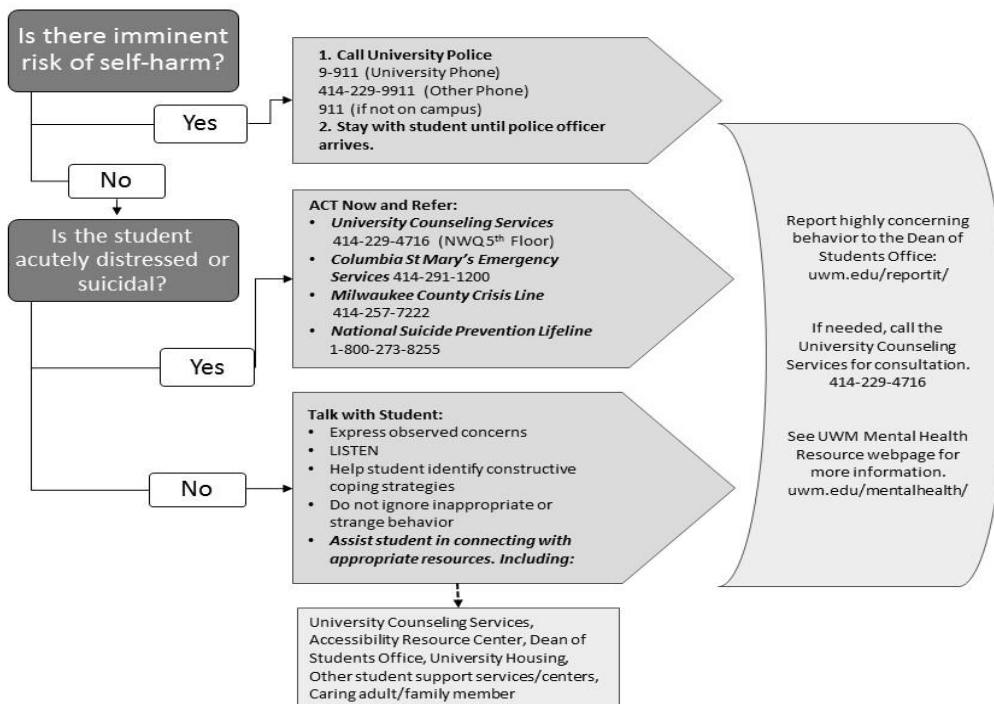 Is there imminent
risk of self-harm?
Yes
No
1. Call University Police
9-911 (University Phone)
414-229-9911 (Other Phone)
911 (if not on campus)
2. Stay with student until police officer
arrives.
Is the student
acutely distressed or
suicidal?
Yes
No
ACT Now and Refer:
• University Counseling Services
414-229-4716 (NWQ 5th Floor)
• Columbia St Mary's Emergency
Services 414-291-1200
• Milwaukee County Crisis Line
414-257-7222
• National Suicide Prevention Lifeline
1-800-273-8255
Talk with Student:
• Express observed concerns
• LISTEN
• Help student identify constructive
coping strategies
• Do not ignore inappropriate or
strange behavior
• Assist student in connecting with
appropriate resources. Including:
University Counseling Services,
Accessibility Resource Center, Dean of
Students Office, University Housing,
Other student support services/centers,
Caring adult/family member
Report highly concerning
behavior to the Dean of
Students Office:
uwm.edu/reportit/
If needed, call the
University Counseling
Services for consultation.
414-229-4716
See UWM Mental Health
Resource webpage for
more information.
uwm.edu/mentalhealth/